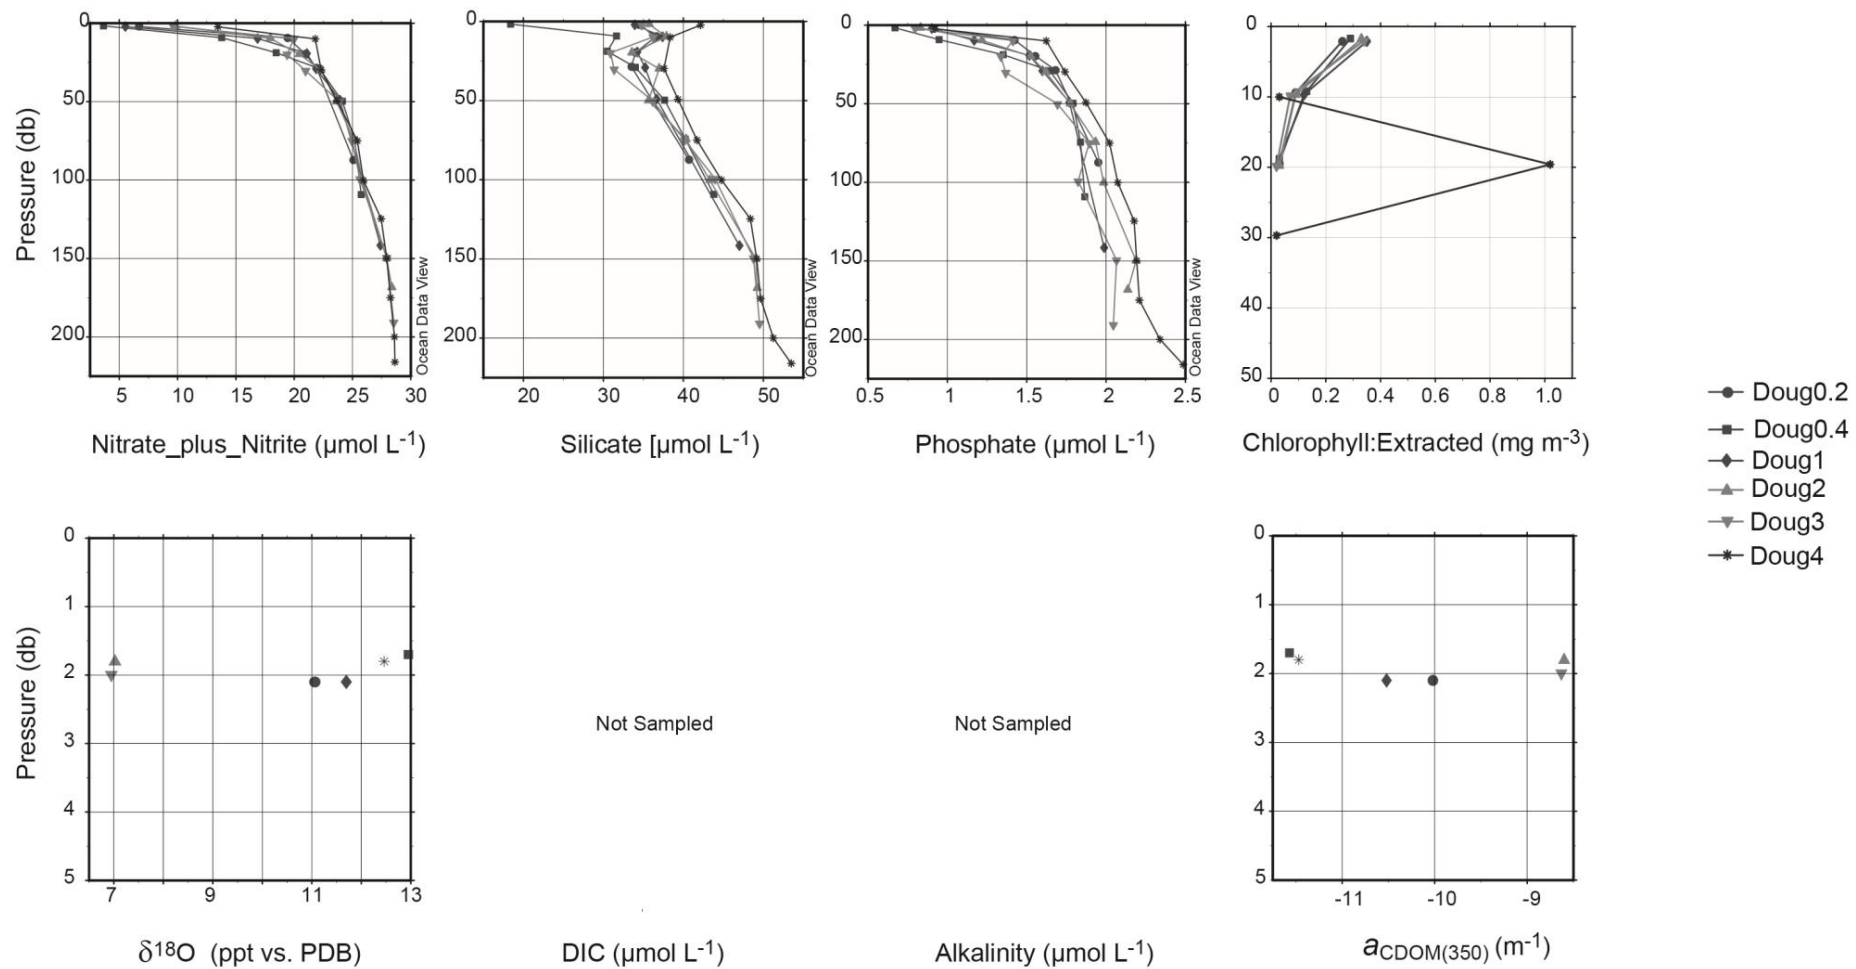 0
50
100
150
200
5 10 15 20 25 30
Pressure (db)
Ocean Data View
Nitrate_plus_Nitrite (µmol L-1)
0
50
100
150
200
20 30 40 50
Ocean Data View
Silicate [µmol L-1)
0
50
100
150
200
0.5 1 1.5 2 2.5
Ocean Data View
Phosphate (µmol L-1)
0
10
20
30
40
50
0 0.2 0.4 0.6 0.8 1.0
Chlorophyll:Extracted (mg m-3)
Doug0.2
Doug0.4
Doug1
Doug2
Doug3
Doug4
0
1
2
3
4
5
7 9 11 13
Pressure (db)
δ18O (ppt vs. PDB)
Not Sampled
DIC (µmol L-1)
Not Sampled
Alkalinity (µmol L-1)
0
1
2
3
4
5
-11 -10 -9
aCDOM(350) (m-1)